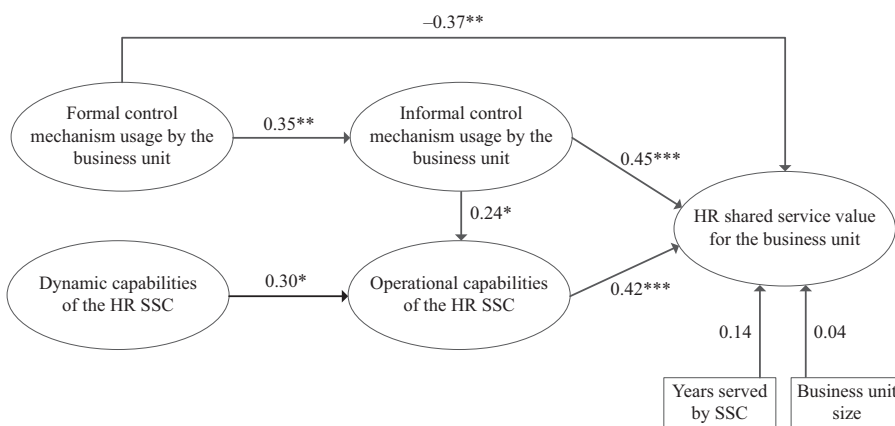 –0.37**
Formal control
mechanism usage by the
business unit
0.35**
Informal control
mechanism usage by the
business unit
0.45***
HR shared service value
for the business unit
0.24*
Dynamic capabilities
of the HR SSC
0.30*
Operational capabilities
of the HR SSC
0.42***
0.14
0.04
Years served
by SSC
Business unit
size